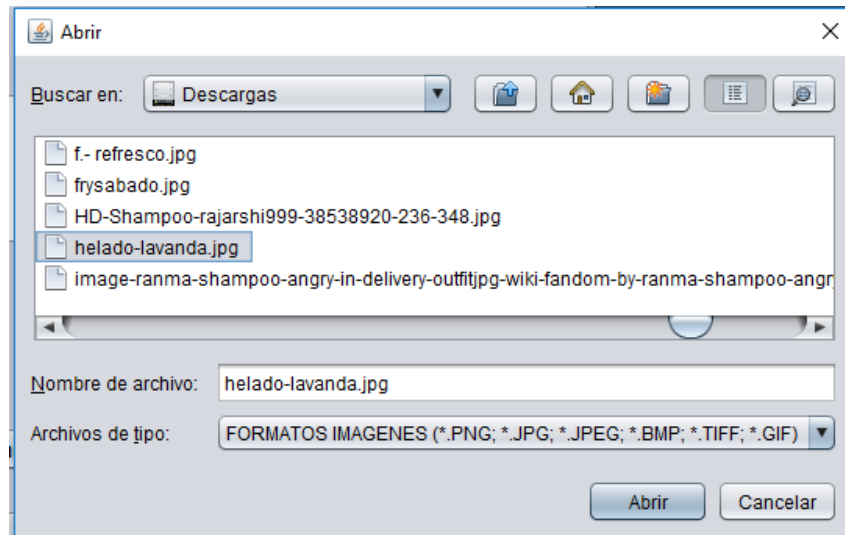 Abrir
Buscar en: Descargas
f.- refresco.jpg
frysabado.jpg
HD-Shampoo-rajarshi999-38538920-236-348.jpg
helado-lavanda.jpg
image-ranma-shampoo-angry-in-delivery-outfitjpg-wiki-fandom-by-ranma-shampoo-angr
Nombre de archivo: helado-lavanda.jpg
Archivos de tipo: FORMATOS IMAGENES (*.PNG; *.JPG; *.JPEG; *.BMP; *.TIFF; *.GIF)
Abrir Cancelar